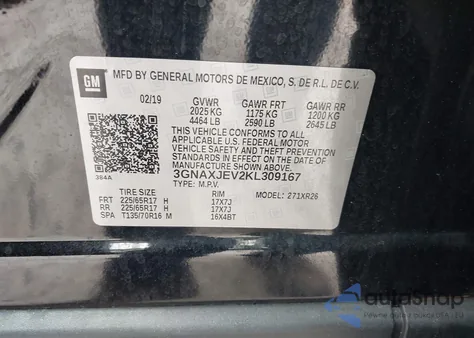 GM
MFD BY GENERAL MOTORS DE MEXICO, S. DE R.L. DE C.V.
02/19 GVWR GAWR FRT GAWR RR
2025 KG 1175 KG 1200 KG
4464 LB 2590 LB 2645 LB
THIS VEHICLE CONFORMS TO ALL
APPLICABLE U.S. FEDERAL MOTOR
VEHICLE SAFETY, BUMPER, AND THEFT
PREVENTION STANDARDS IN EFFECT ON
THE DATE OF MANUFACTURE SHOWN ABOVE.
384A 3GNAXJEV2KL309167
TYPE: M.P.V. MODEL: 271XR26
TIRE SIZE RIM
FRT 225/65R17 H 17X7J
RR 225/65R17 H 17X7J
SPA T135/70R16 M 16X4BT
autaSnap